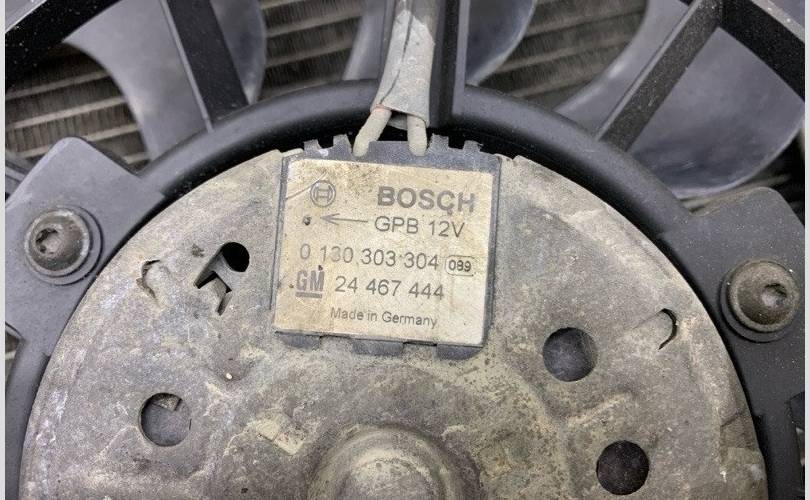 BOSCH
GPB 12V
0 130 303 304 089
GM 24 467 444
Made in Germany